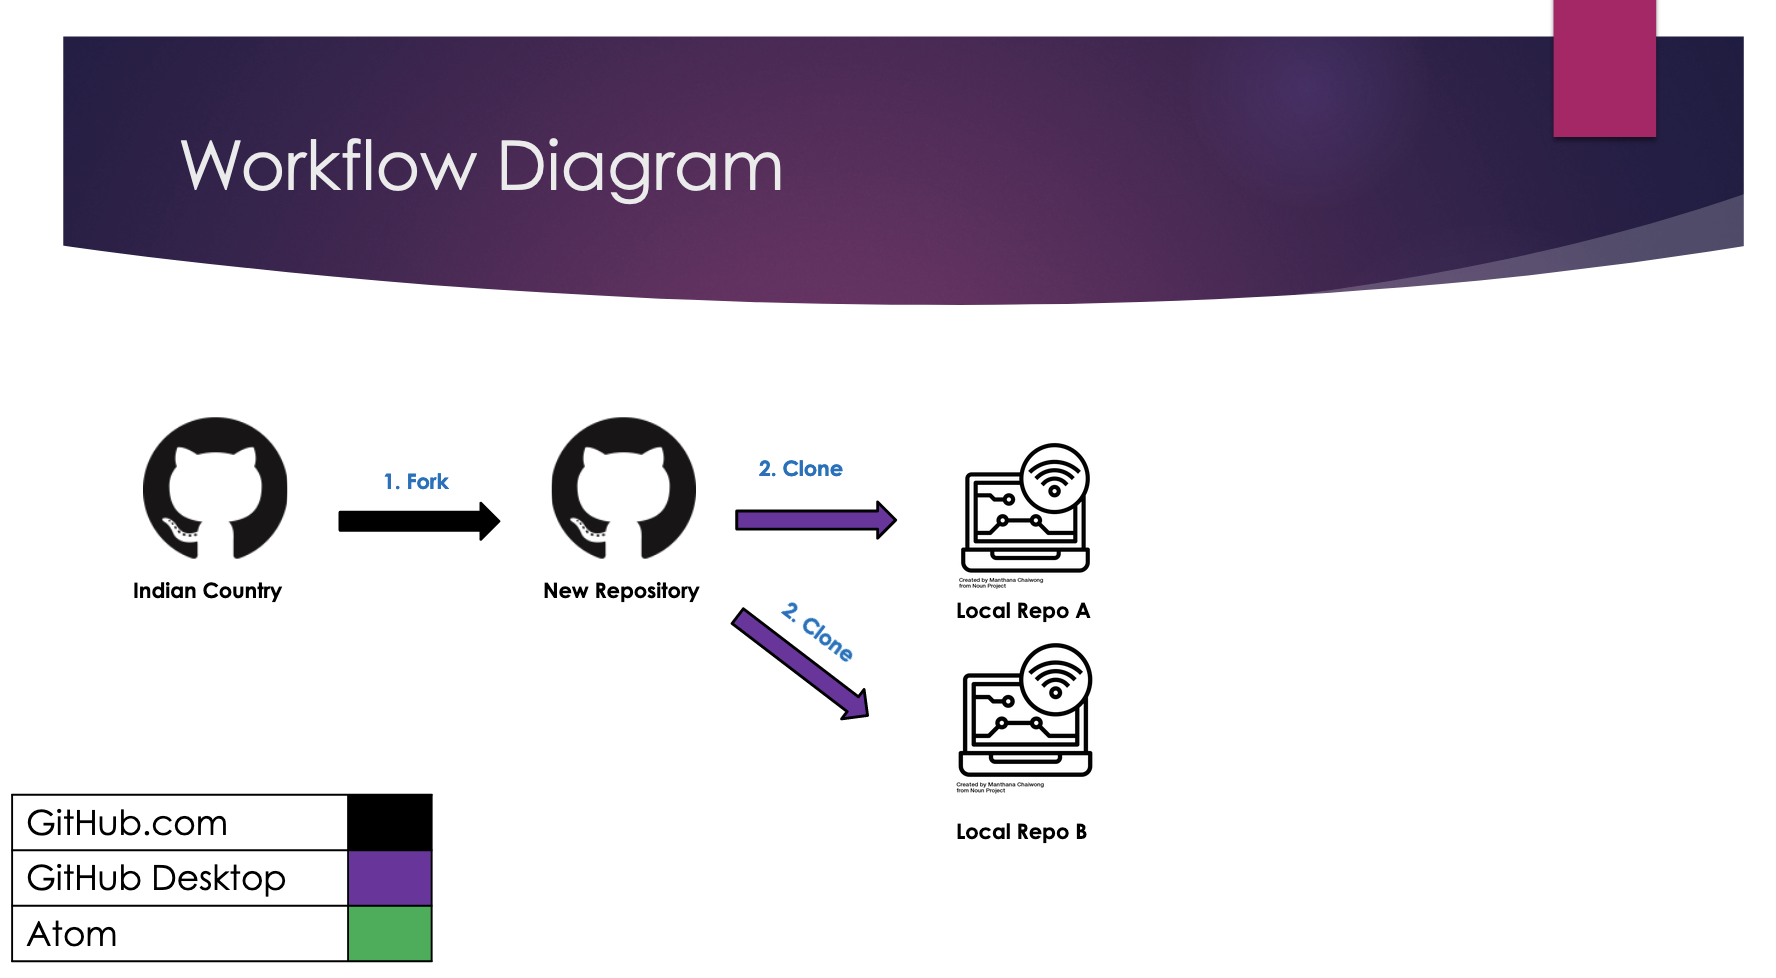 Workflow Diagram
1. Fork
2. Clone
Indian Country
New Repository
Created by Manthana Chaiwong
from Noun Project
Local Repo A
2. Clone
Created by Manthana Chaiwong
from Noun Project
Local Repo B
GitHub.com
GitHub Desktop
Atom